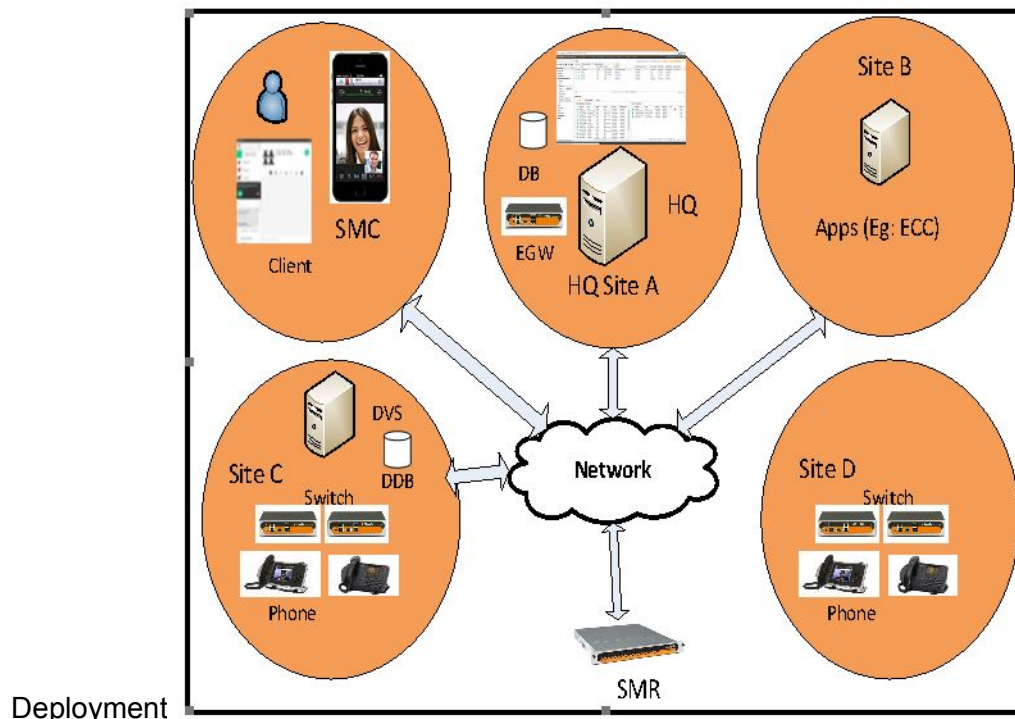 SMC
Client
DB
EGW
HQ
HQ Site A
Site B
Apps (Eg: ECC)
DVS
DDB
Site C
Switch
Phone
Network
Site D
Switch
Phone
SMR
Deployment